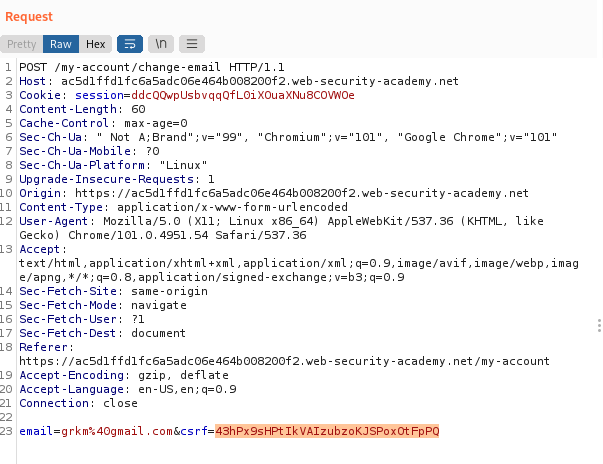 Request
Pretty Raw Hex \n
1 POST /my-account/change-email HTTP/1.1
2 Host: ac5d1ffd1fc6a5adc06e464b008200f2.web-security-academy.net
3 Cookie: session=ddcQQwpUsbvqqQfL0iXOuaXNu8COVWOe
4 Content-Length: 60
5 Cache-Control: max-age=0
6 Sec-Ch-Ua: " Not A;Brand";v="99", "Chromium";v="101", "Google Chrome";v="101"
7 Sec-Ch-Ua-Mobile: ?0
8 Sec-Ch-Ua-Platform: "Linux"
9 Upgrade-Insecure-Requests: 1
10 Origin: https://ac5d1ffd1fc6a5adc06e464b008200f2.web-security-academy.net
11 Content-Type: application/x-www-form-urlencoded
12 User-Agent: Mozilla/5.0 (X11; Linux x86_64) AppleWebKit/537.36 (KHTML, like
Gecko) Chrome/101.0.4951.54 Safari/537.36
13 Accept:
text/html,application/xhtml+xml,application/xml;q=0.9,image/avif,image/webp,imag
e/apng,*/*;q=0.8,application/signed-exchange;v=b3;q=0.9
14 Sec-Fetch-Site: same-origin
15 Sec-Fetch-Mode: navigate
16 Sec-Fetch-User: ?1
17 Sec-Fetch-Dest: document
18 Referer:
https://ac5d1ffd1fc6a5adc06e464b008200f2.web-security-academy.net/my-account
19 Accept-Encoding: gzip, deflate
20 Accept-Language: en-US,en;q=0.9
21 Connection: close
22
23 email=grkm%40gmail.com&csrf=43hPx9sHPtIkVAIzubzoKJSPoxOtFpPQ